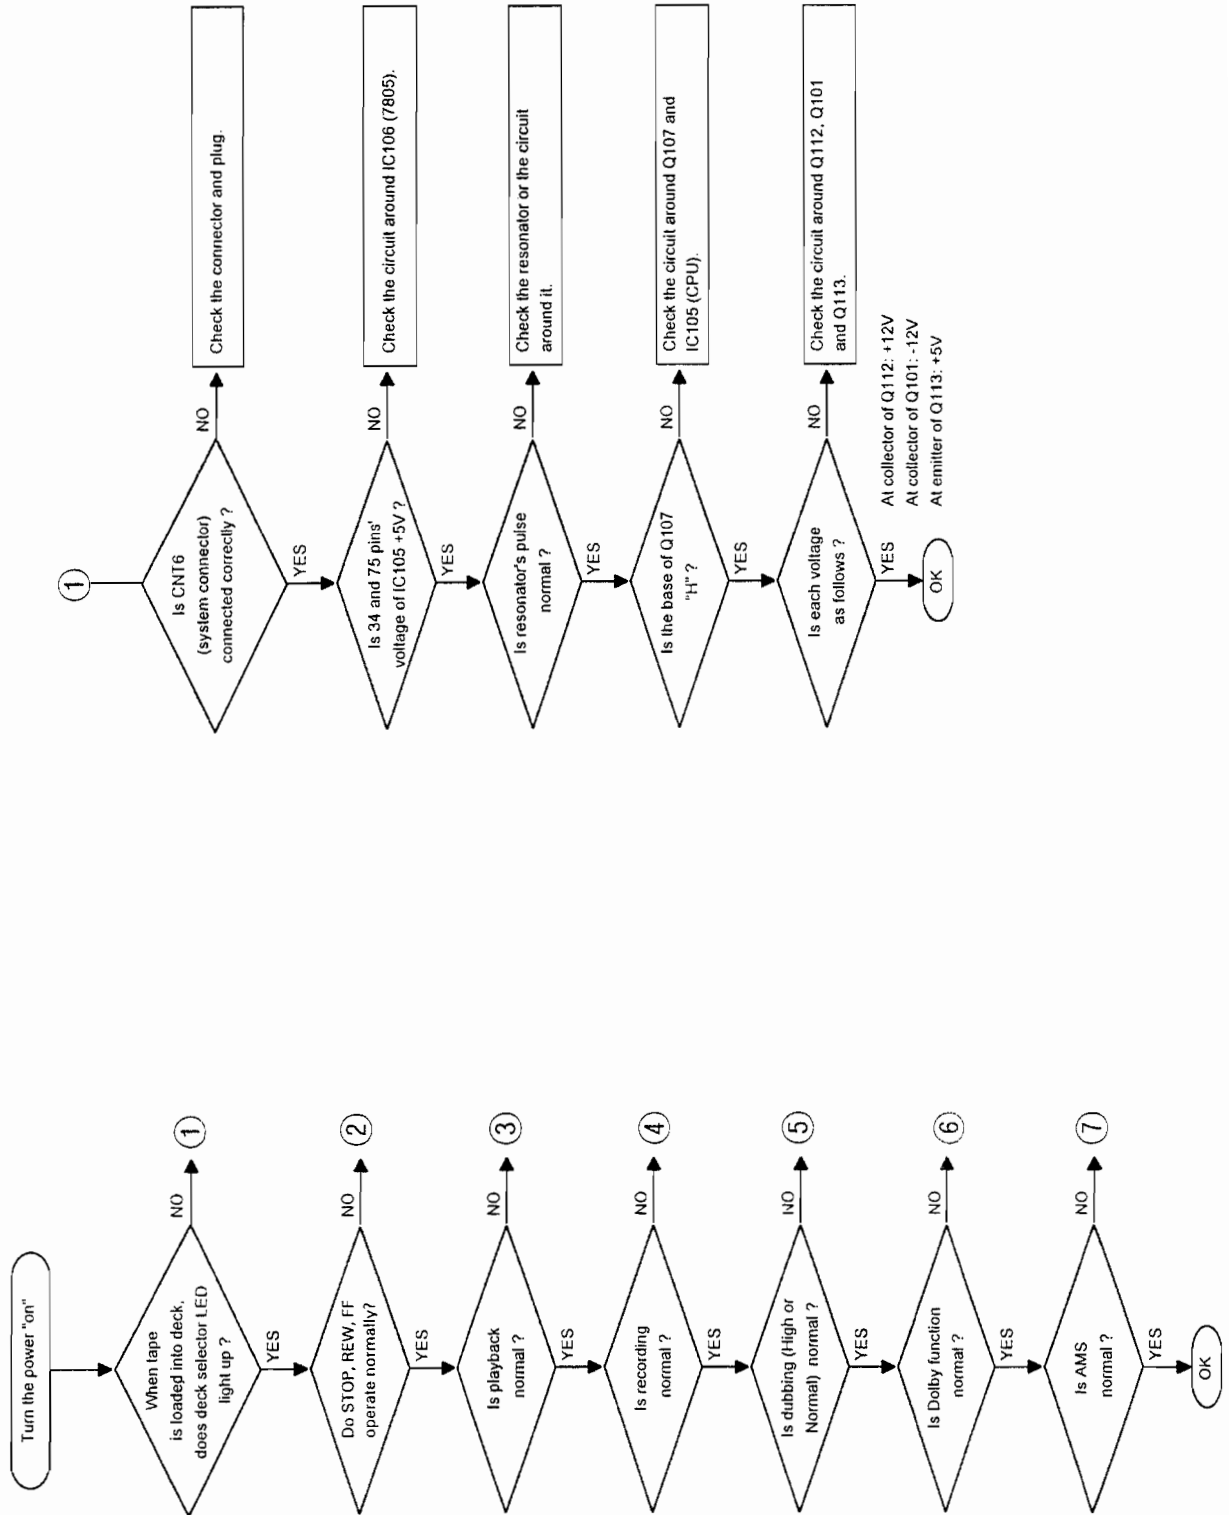 Turn the power "on"
When tape
is loaded into deck,
does deck selector LED
light up ?
NO
1
YES
Do STOP, REW, FF
operate normally?
NO
2
YES
Is playback
normal ?
NO
3
YES
Is recording
normal ?
NO
4
YES
Is dubbing (High or
Normal) normal ?
NO
5
YES
Is Dolby function
normal ?
NO
6
YES
Is AMS
normal ?
NO
7
YES
OK
1
Is CNT6
(system connector)
connected correctly ?
NO
Check the connector and plug.
YES
Is 34 and 75 pins'
voltage of IC105 +5V ?
NO
Check the circuit around IC106 (7805).
YES
Is resonator's pulse
normal ?
NO
Check the resonator or the circuit
around it.
YES
Is the base of Q107
"H" ?
NO
Check the circuit around Q107 and
IC105 (CPU).
YES
Is each voltage
as follows ?
NO
Check the circuit around Q112, Q101
and Q113.
YES
At collector of Q112: +12V
At collector of Q101: -12V
At emitter of Q113: +5V
OK